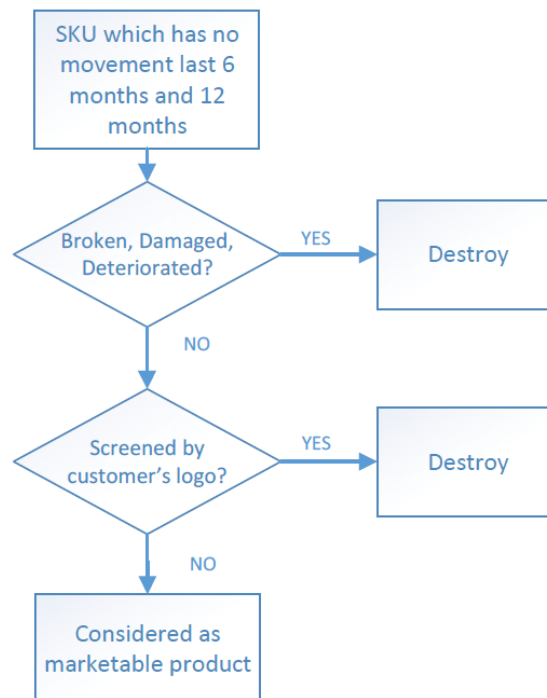 SKU which has no
movement last 6
months and 12
months
Broken, Damaged,
Deteriorated?
YES
Destroy
NO
Screened by
customer’s logo?
YES
Destroy
NO
Considered as
marketable product